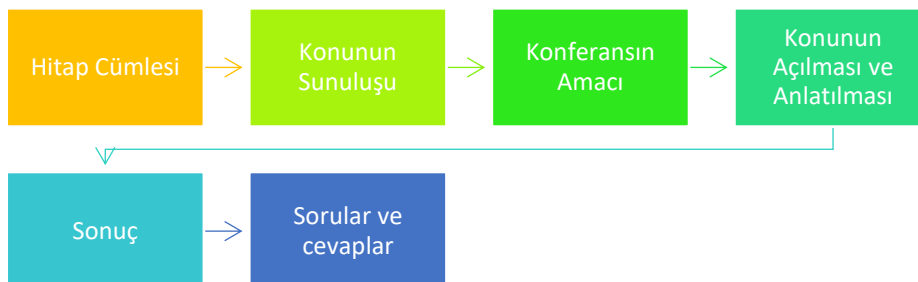 Hitap Cümlesi
Konunun
Sunuluşu
Konferansın
Amacı
Konunun
Açılması ve
Anlatılması
Sonuç
Sorular ve
cevaplar